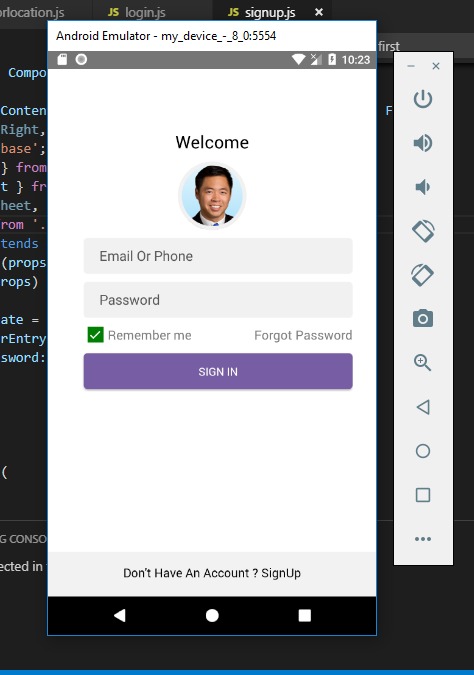 orlocation.js JS login.js JS signup.js
Android Emulator - my_device_-_8_0:5554
first
10:23
Compo
Conten
F
Right,
base';
} from
t } fr
heet,
rom '.
tends
(props
rops)
ate =
rEntry
sword:
(
G CONSO
ected in
Welcome
Email Or Phone
Password
Remember me Forgot Password
SIGN IN
Don't Have An Account ? SignUp